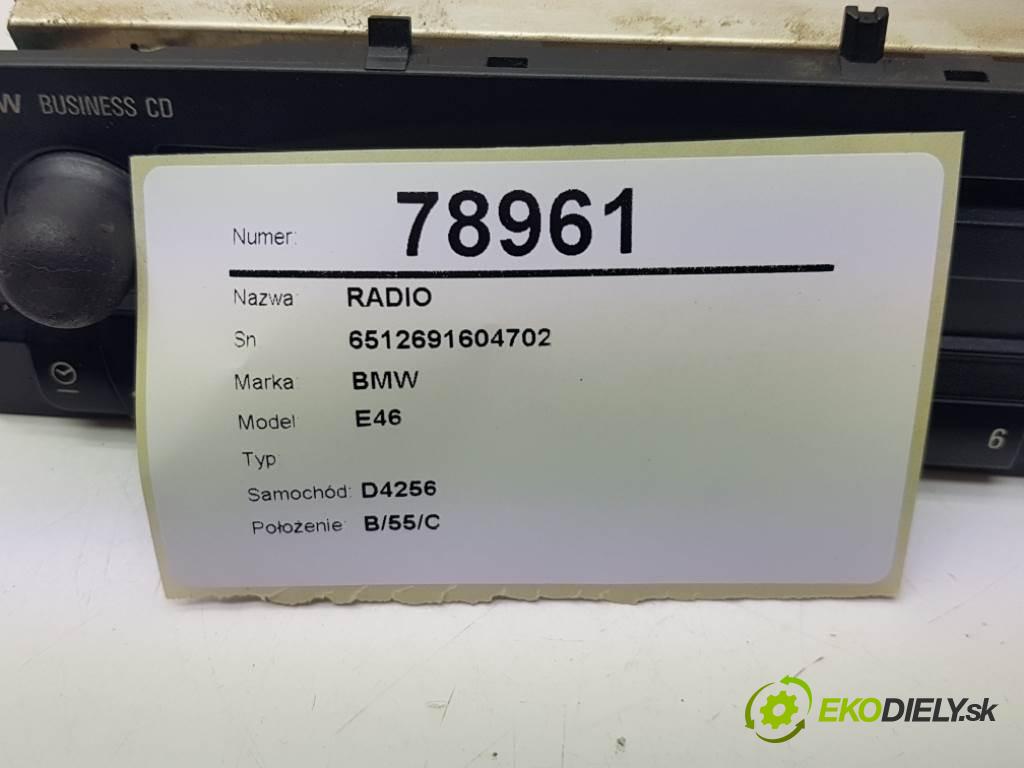 W BUSINESS CD
Numer: 78961
Nazwa: RADIO
Sn 6512691604702
Marka: BMW
Model E46
Typ
Samochód: D4256
Położenie: B/55/C
6
EKODIELY.sk